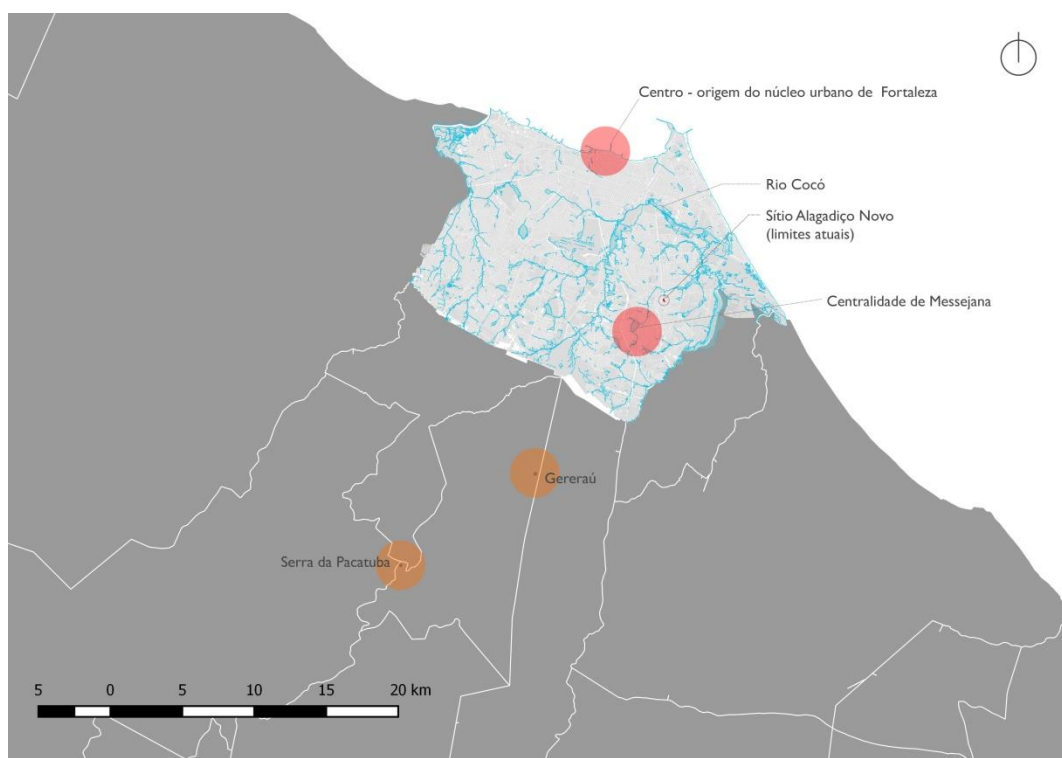 Centro - origem do núcleo urbano de Fortaleza
Rio Cocó
Sítio Alagadiço Novo
(limites atuais)
Centralidade de Messejana
Gereraú
Serra da Pacatuba
5 0 5 10 15 20 km